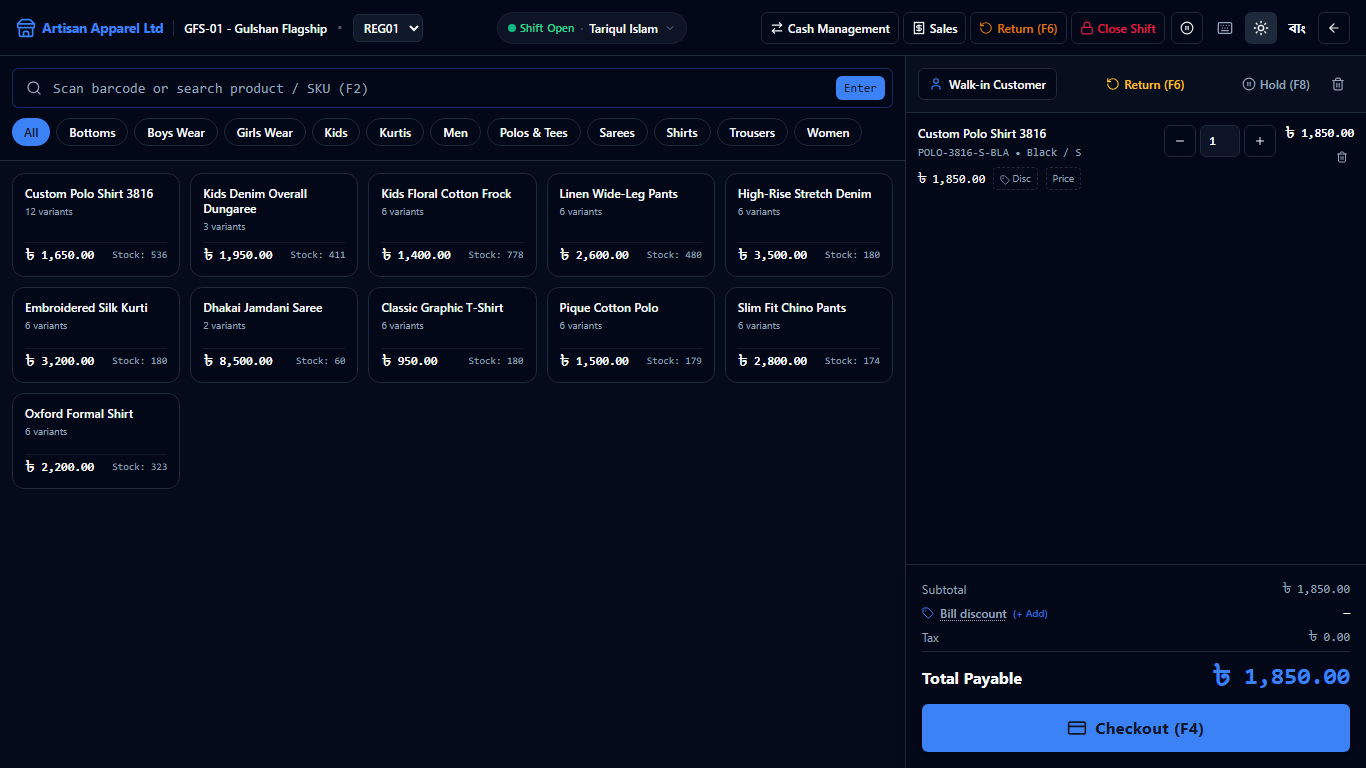 Artisan Apparel Ltd GFS-01 - Gulshan Flagship • REG01 Shift Open · Tariqul Islam Cash Management Sales Return (F6) Close Shift বাং
Scan barcode or search product / SKU (F2) Enter
All Bottoms Boys Wear Girls Wear Kids Kurtis Men Polos & Tees Sarees Shirts Trousers Women
Custom Polo Shirt 3816
12 variants
৳ 1,650.00 Stock: 536
Kids Denim Overall
Dungaree
3 variants
৳ 1,950.00 Stock: 411
Kids Floral Cotton Frock
6 variants
৳ 1,400.00 Stock: 778
Linen Wide-Leg Pants
6 variants
৳ 2,600.00 Stock: 480
High-Rise Stretch Denim
6 variants
৳ 3,500.00 Stock: 180
Embroidered Silk Kurti
6 variants
৳ 3,200.00 Stock: 180
Dhakai Jamdani Saree
2 variants
৳ 8,500.00 Stock: 60
Classic Graphic T-Shirt
6 variants
৳ 950.00 Stock: 180
Pique Cotton Polo
6 variants
৳ 1,500.00 Stock: 179
Slim Fit Chino Pants
6 variants
৳ 2,800.00 Stock: 174
Oxford Formal Shirt
6 variants
৳ 2,200.00 Stock: 323
Walk-in Customer Return (F6) Hold (F8)
Custom Polo Shirt 3816 − 1 + ৳ 1,850.00
POLO-3816-S-BLA • Black / S
৳ 1,850.00 Disc Price
Subtotal ৳ 1,850.00
Bill discount (+ Add) —
Tax ৳ 0.00
Total Payable ৳ 1,850.00
Checkout (F4)